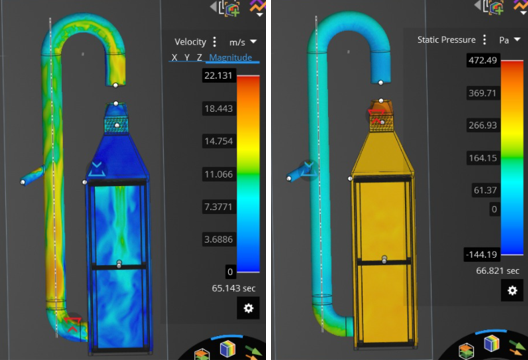 Velocity m/s
X Y Z Magnitude
22.131
18.443
14.754
11.066
7.3771
3.6886
0
65.143 sec
Static Pressure Pa
472.49
369.71
266.93
164.15
61.37
0
-144.19
66.821 sec